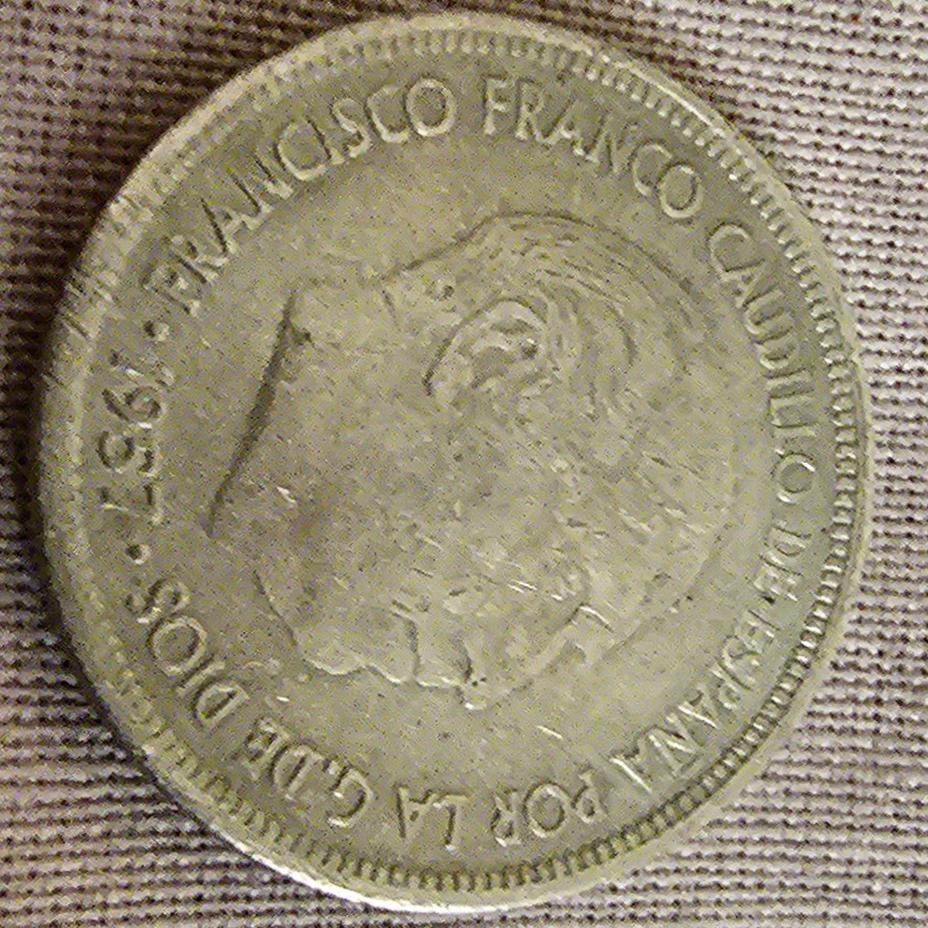 FRANCISCO FRANCO CAUDILLO DE ESPAÑA POR LA G. DE DIOS
· 1957 ·